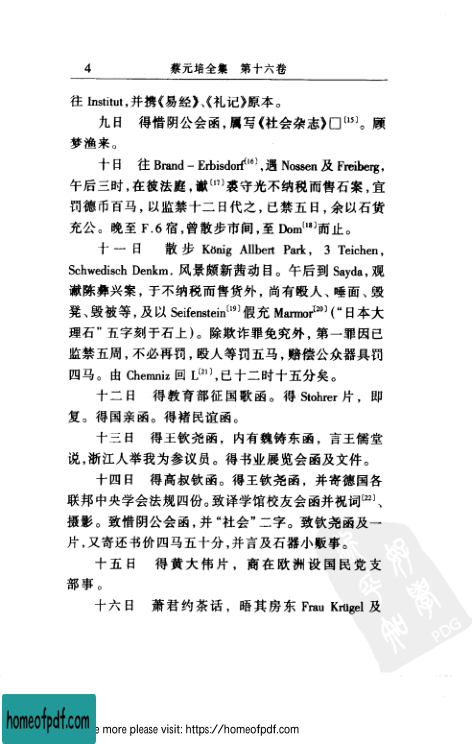 4 蔡元培全集 第十六卷
往 Institut,并携《易经》、《礼记》原本。
九日 得惜阴公会函,属写《社会杂志》□[15]。顾
梦渔来。
十日 往 Brand – Erbisdorf[16],遇 Nossen 及 Freiberg,
午后三时,在彼法庭,谳[17]裘守光不纳税而售石案,宣
罚德币百马,以监禁十二日代之,已禁五日,余以石货
充公。晚至 F. 6 宿,曾散步市间,至 Dom[18]而止。
十一日 散步 König Allbert Park, 3 Teichen,
Schwedisch Denkm. 风景颇新茜动目。午后到 Sayda,观
谳陈彝兴案,于不纳税而售货外,尚有殴人、唾面、毁
凳、毁被等,及以 Seifenstein[19]假充 Marmor[20](“日本大
理石”五字刻于石上)。除欺诈罪免究外,第一罪因已
监禁五周,不必再罚,殴人等罚五马,赔偿公众器具罚
四马。由 Chemniz 回 L[21],已十二时十五分矣。
十二日 得教育部征国歌函。得 Stohrer 片,即
复。得国亲函。得褚民谊函。
十三日 得王钦尧函,内有魏铸东函,言王儒堂
说,浙江人举我为参议员。得书业展览会函及文件。
十四日 得高叔钦函。得王钦尧函,并寄德国各
联邦中央学会法规四份。致译学馆校友会函并祝词[22]、
摄影。致惜阴公会函,并“社会”二字。致钦尧函及一
片,又寄还书价四马五十分,并言及石器小贩事。
十五日 得黄大伟片,商在欧洲设国民党支
部事。
十六日 萧君约茶话,晤其房东 Frau Krügel 及
PDG
homeofpdf.com
e more please visit: https://homeofpdf.com